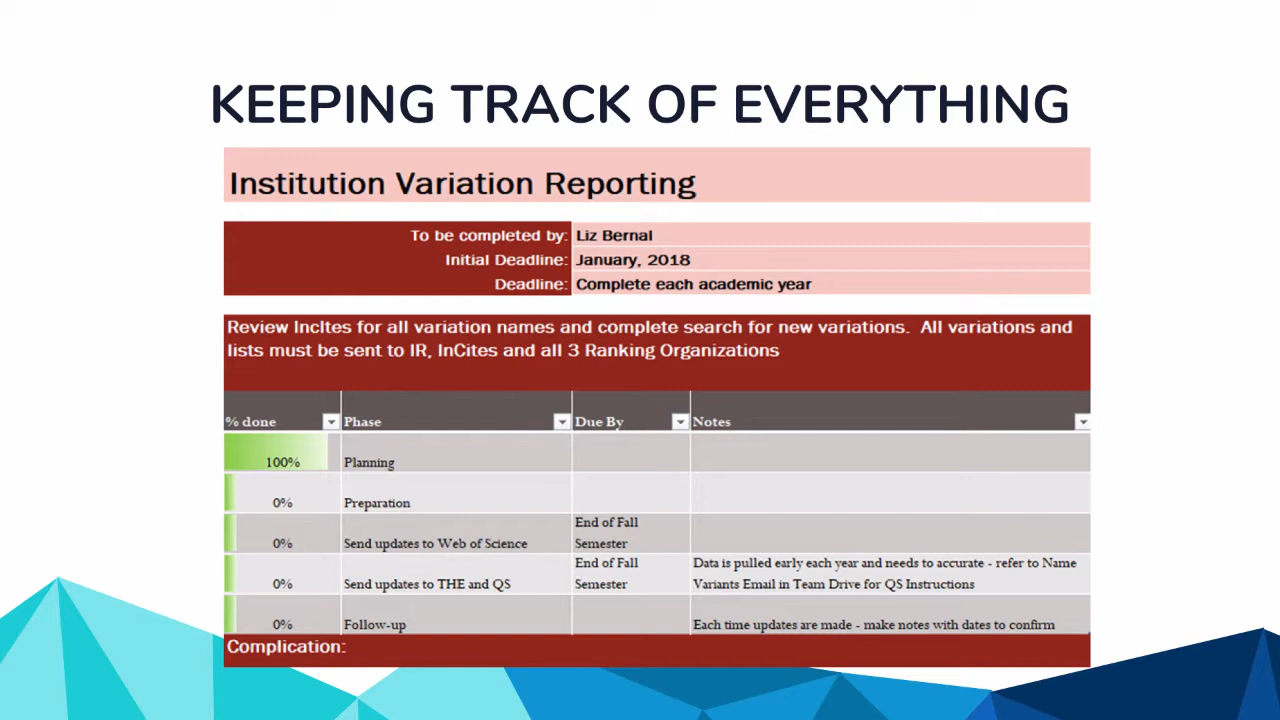 KEEPING TRACK OF EVERYTHING
Institution Variation Reporting
To be completed by: Liz Bernal
Initial Deadline: January, 2018
Deadline: Complete each academic year
Review IncItes for all variation names and complete search for new variations.  All variations and
lists must be sent to IR, InCites and all 3 Ranking Organizations
% done Phase Due By Notes
100% Planning
0% Preparation
End of Fall
0% Send updates to Web of Science Semester
End of Fall Data is pulled early each year and needs to accurate - refer to Name
0% Send updates to THE and QS Semester Variants Email in Team Drive for QS Instructions
0% Follow-up Each time updates are made - make notes with dates to confirm
Complication: